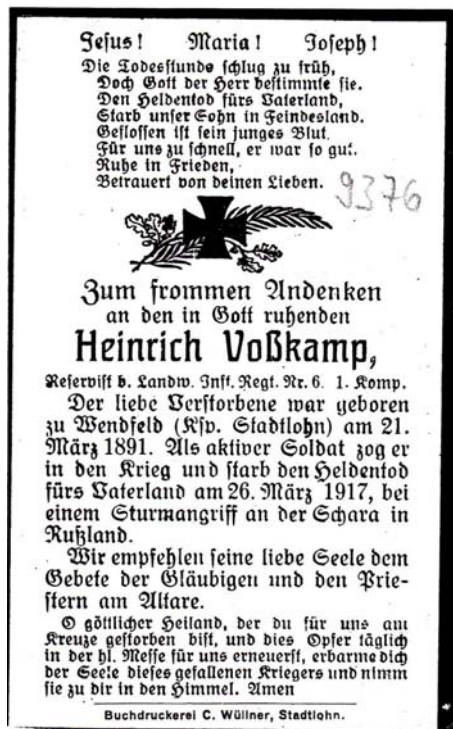 Jesus! Maria! Joseph!
Die Todesstunde schlug zu früh,
Doch Gott der Herr bestimmte sie.
Den Heldentod fürs Vaterland,
Starb unser Sohn in Feindesland.
Geflossen ist sein junges Blut.
Für uns zu schnell, er war so gut.
Ruhe in Frieden,
Betrauert von deinen Lieben.
9376
Zum frommen Andenken
an den in Gott ruhenden
Heinrich Voßkamp,
Reservist b. Landw. Inft. Regt. Nr. 6. 1. Komp.
Der liebe Verstorbene war geboren
zu Wendfeld (Ksp. Stadtlohn) am 21.
März 1891. Als aktiver Soldat zog er
in den Krieg und starb den Heldentod
fürs Vaterland am 26. März 1917, bei
einem Sturmangriff an der Schara in
Rußland.
Wir empfehlen seine liebe Seele dem
Gebete der Gläubigen und den Prie-
stern am Altare.
O göttlicher Heiland, der du für uns am
Kreuze gestorben bist, und dies Opfer täglich
in der hl. Messe für uns erneuerst, erbarme dich
der Seele dieses gefallenen Kriegers und nimm
sie zu dir in den Himmel. Amen
Buchdruckerei C. Wüllner, Stadtlohn.